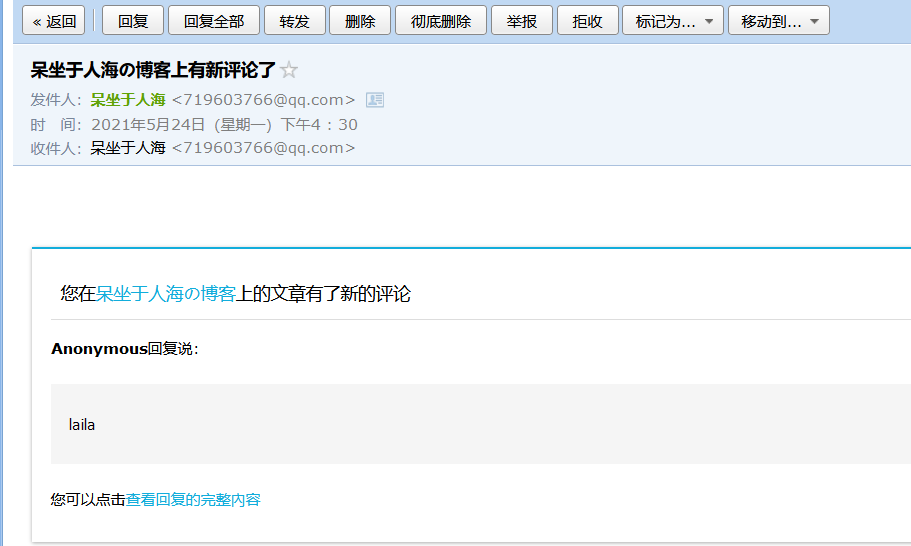 « 返回 回复 回复全部 转发 删除 彻底删除 举报 拒收 标记为... 移动到...
呆坐于人海の博客上有新评论了
发件人：呆坐于人海 <719603766@qq.com>
时 间：2021年5月24日（星期一）下午4：30
收件人：呆坐于人海 <719603766@qq.com>
您在呆坐于人海の博客上的文章有了新的评论
Anonymous回复说：
laila
您可以点击查看回复的完整内容